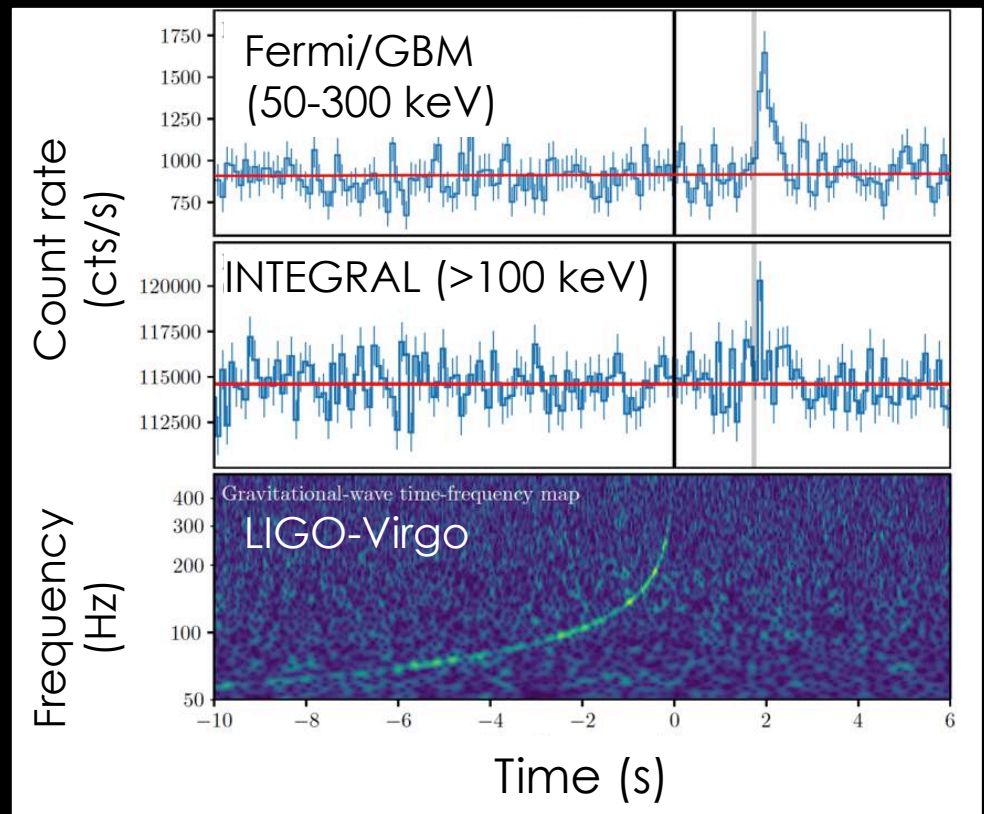 Count rate
(cts/s)
1750
1500
1250
1000
750
Fermi/GBM
(50-300 keV)
120000
117500
115000
112500
INTEGRAL (>100 keV)
Frequency
(Hz)
400
300
200
100
50
Gravitational-wave time-frequency map
LIGO-Virgo
−10 −8 −6 −4 −2 0 2 4 6
Time (s)